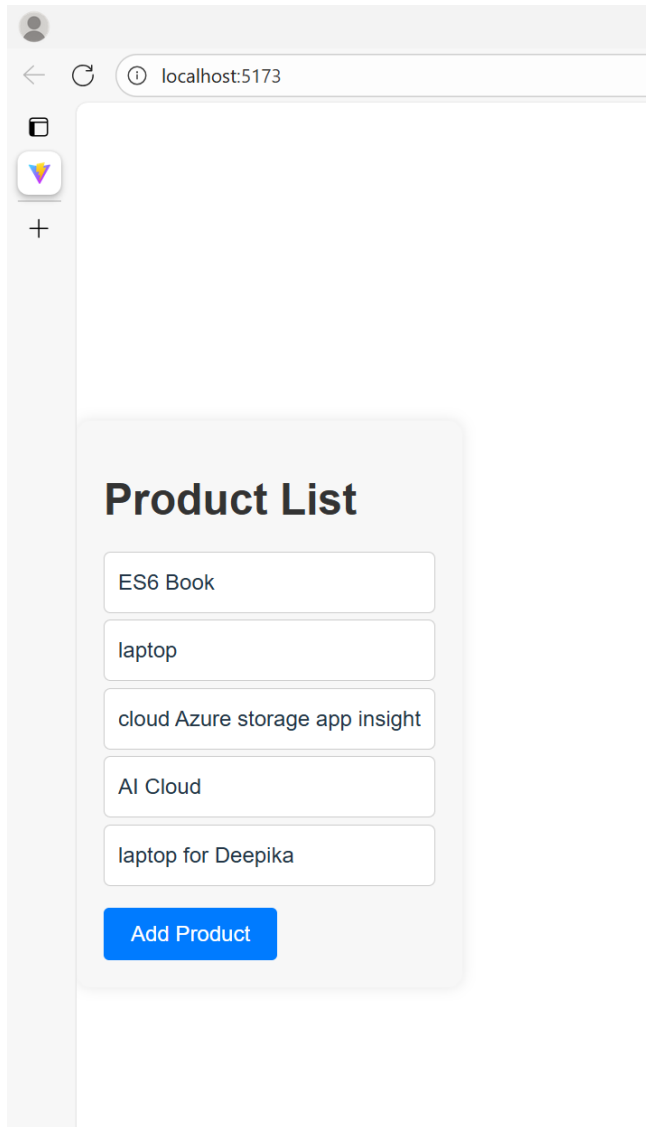 localhost:5173
Product List
ES6 Book
laptop
cloud Azure storage app insight
AI Cloud
laptop for Deepika
Add Product